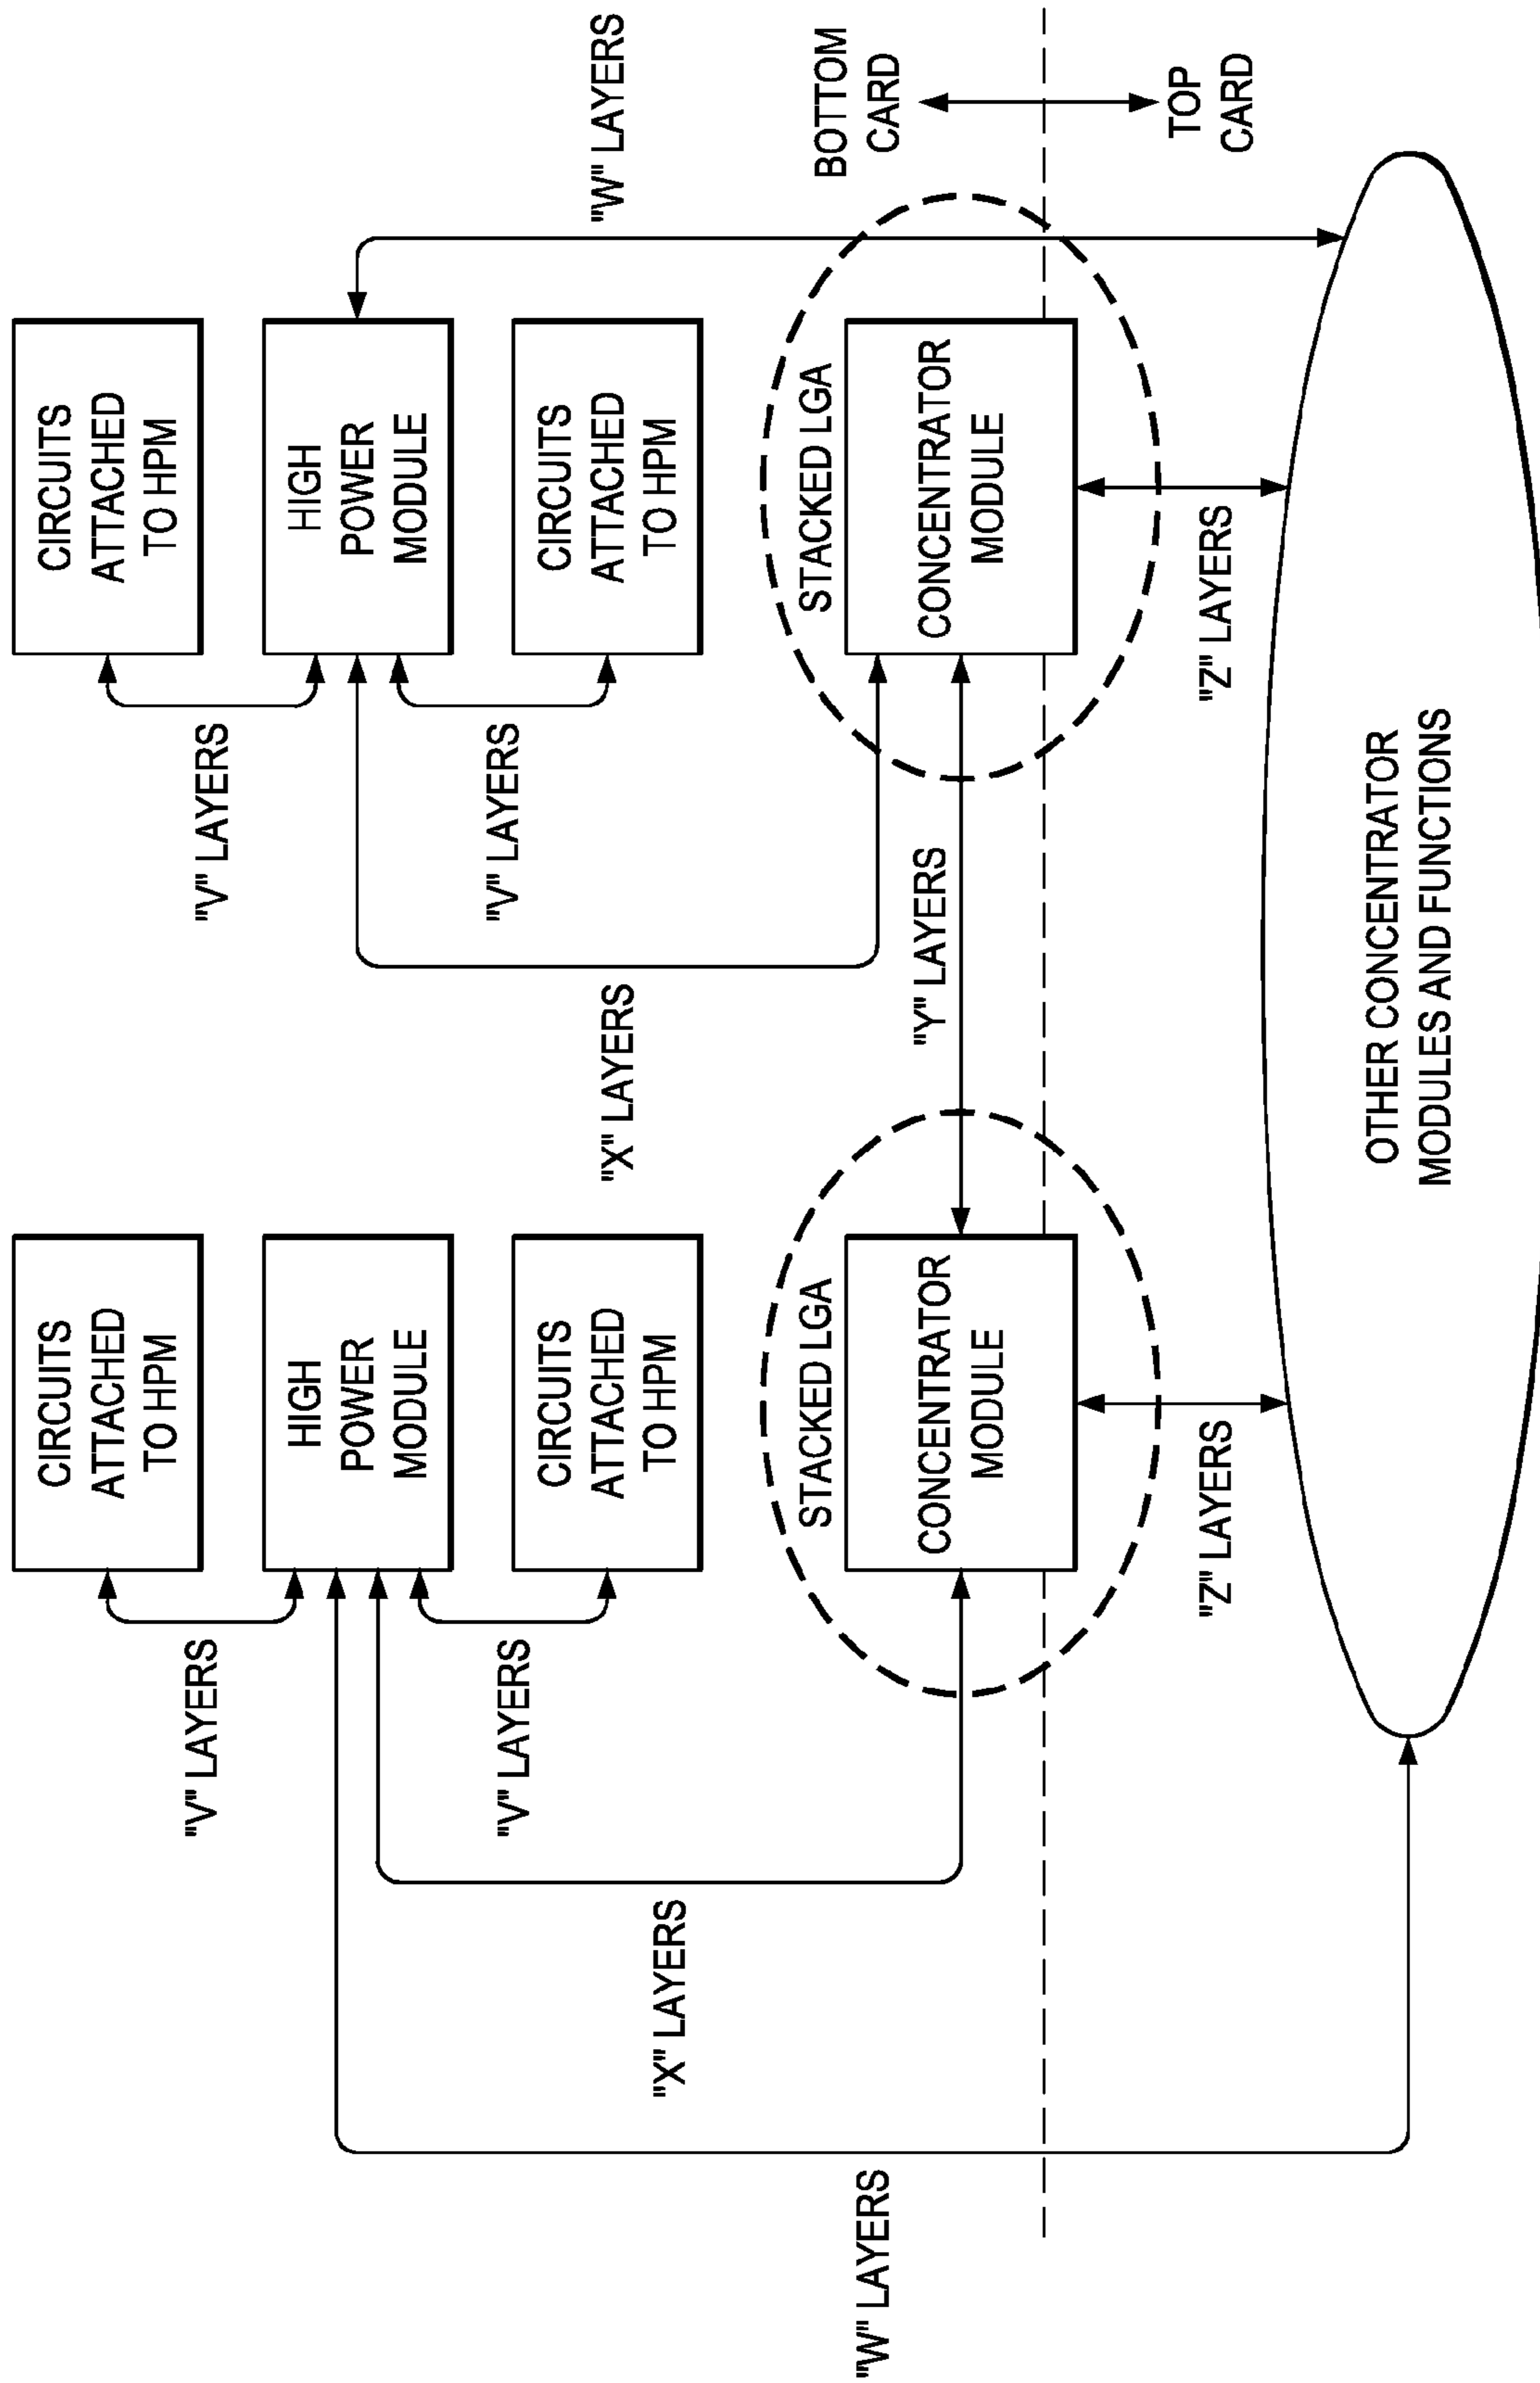 CIRCUITS
ATTACHED
TO HPM
"V" LAYERS
HIGH
POWER
MODULE
"V" LAYERS
CIRCUITS
ATTACHED
TO HPM
"X" LAYERS
"W" LAYERS
STACKED LGA
CONCENTRATOR
MODULE
"Z" LAYERS
CIRCUITS
ATTACHED
TO HPM
"V" LAYERS
HIGH
POWER
MODULE
"V" LAYERS
CIRCUITS
ATTACHED
TO HPM
"W" LAYERS
"X" LAYERS
"Y" LAYERS
STACKED LGA
CONCENTRATOR
MODULE
"Z" LAYERS
BOTTOM
CARD
TOP
CARD
OTHER CONCENTRATOR
MODULES AND FUNCTIONS